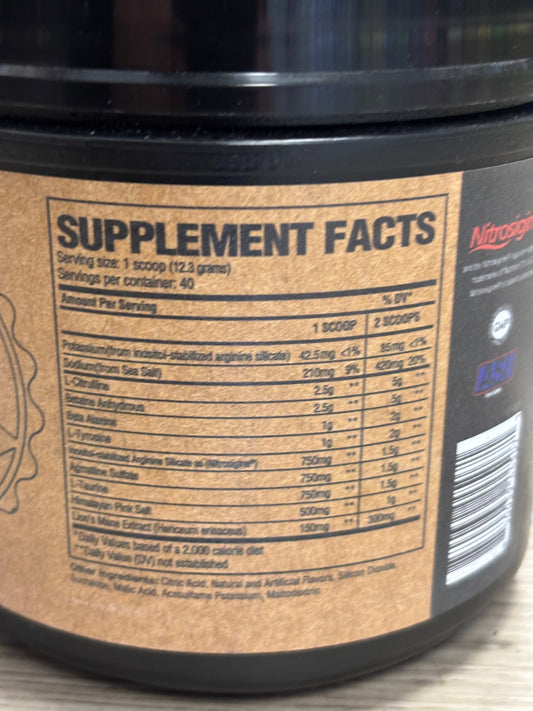 SUPPLEMENT FACTS
Serving size: 1 scoop (12.3 grams)
Servings per container: 40
Amount Per Serving % DV*
1 SCOOP 2 SCOOPS
Potassium(from inositol-stabilized arginine silicate) 42.5mg <1% 85mg <1%
Sodium(from Sea Salt) 210mg 9% 420mg 20%
L-Citrulline 2.5g ** 5g **
Betaine Anhydrous 2.5g ** 5g **
Beta Alanine 1g ** 2g **
L-Tyrosine 1g ** 2g **
Inositol-stabilized Arginine Silicate as (Nitrosigine®) 750mg ** 1.5g **
Agmatine Sulfate 750mg ** 1.5g **
L-Taurine 750mg ** 1.5g **
Himalayan Pink Salt 500mg ** 1g **
Lion's Mane Extract (Hericeum erinaceus) 150mg ** 300mg **
*Daily Values based of a 2,000 calorie diet
**Daily Value (DV) not established
Other Ingredients: Citric Acid, Natural and Artificial Flavors, Silicon Dioxide,
Sucralose, Malic Acid, Acesulfame Potassium, Maltodextrin
Nitrosigine
GMP